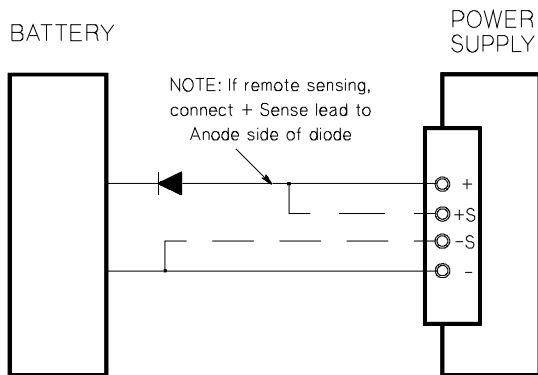 BATTERY
POWER
SUPPLY
NOTE: If remote sensing,
connect + Sense lead to
Anode side of diode
+
+S
-S
-